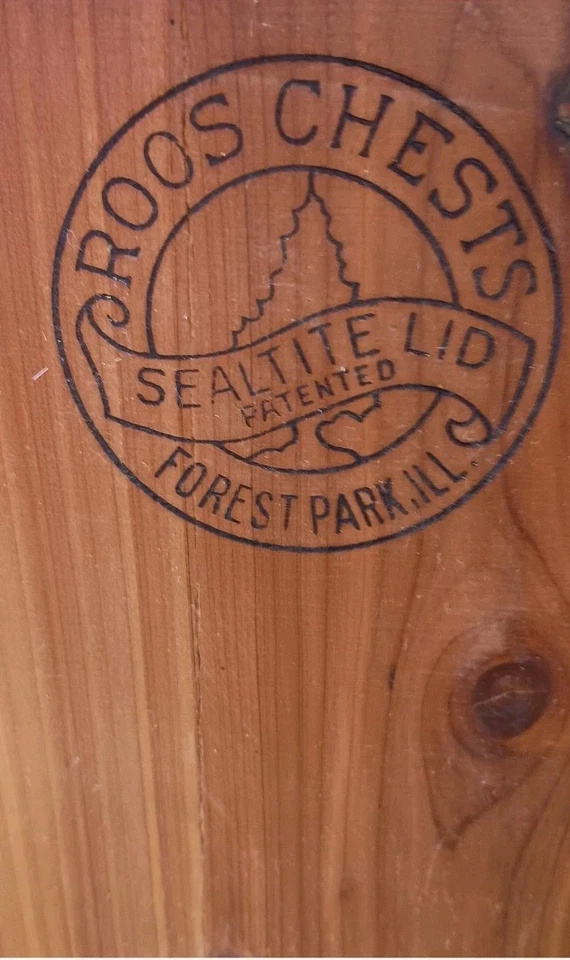 ROOS CHESTS
SEALTITE LID
PATENTED
FOREST PARK, ILL.